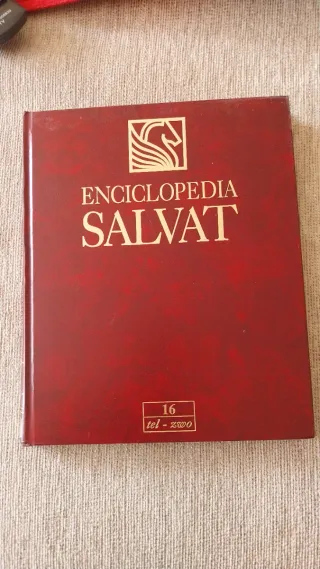 ENCICLOPEDIA
SALVAT
16
tel - zwo